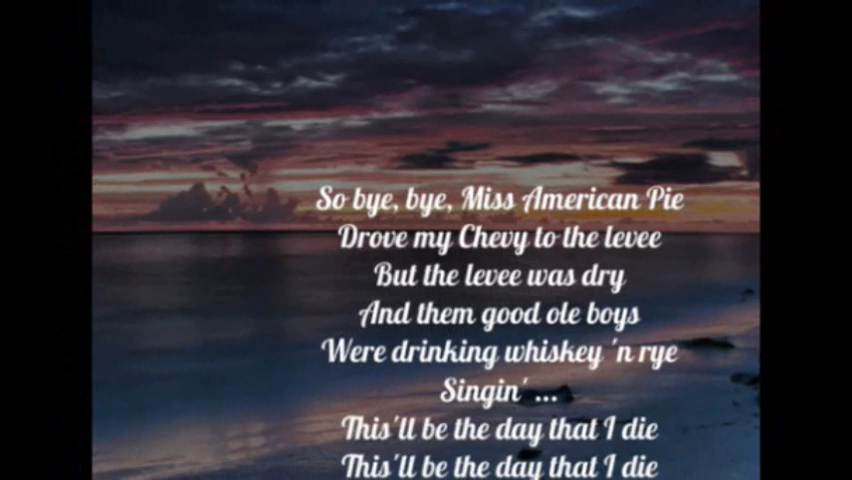 So bye, bye, Miss American Pie
Drove my Chevy to the levee
But the levee was dry
And them good ole boys
Were drinking whiskey 'n rye
Singin' ...
This'll be the day that I die
This'll be the day that I die